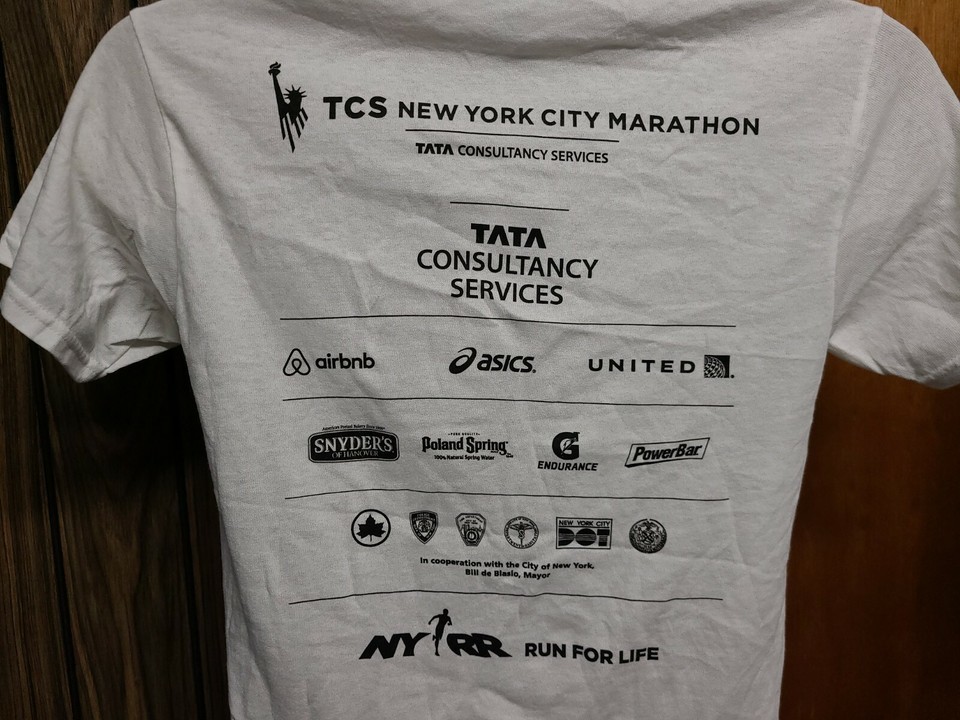 TCS NEW YORK CITY MARATHON
TATA CONSULTANCY SERVICES
TATA
CONSULTANCY
SERVICES
airbnb asics. UNITED
SNYDER'S
OF HANOVER
Poland Spring
100% Natural Spring Water
G
ENDURANCE
PowerBar
NEW YORK CITY
DOT
In cooperation with the City of New York,
Bill de Blasio, Mayor
NYRR RUN FOR LIFE